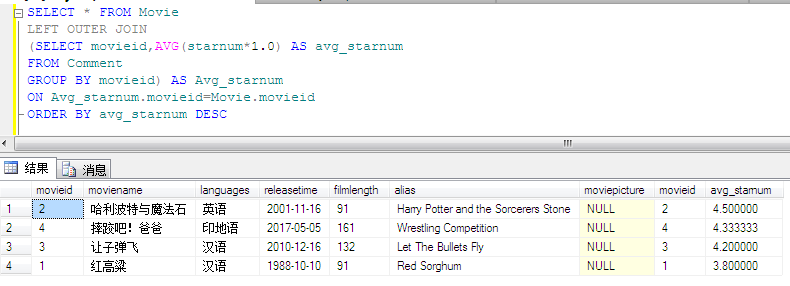 SELECT * FROM Movie
LEFT OUTER JOIN
(SELECT movieid,AVG(starnum*1.0) AS avg_starnum
FROM Comment
GROUP BY movieid) AS Avg_starnum
ON Avg_starnum.movieid=Movie.movieid
ORDER BY avg_starnum DESC
结果 消息
movieid moviename languages releasetime filmlength alias moviepicture movieid avg_starnum
1 2 哈利波特与魔法石 英语 2001-11-16 91 Harry Potter and the Sorcerers Stone NULL 2 4.500000
2 4 摔跤吧！爸爸 印地语 2017-05-05 161 Wrestling Competition NULL 4 4.333333
3 3 让子弹飞 汉语 2010-12-16 132 Let The Bullets Fly NULL 3 4.200000
4 1 红高粱 汉语 1988-10-10 91 Red Sorghum NULL 1 3.800000